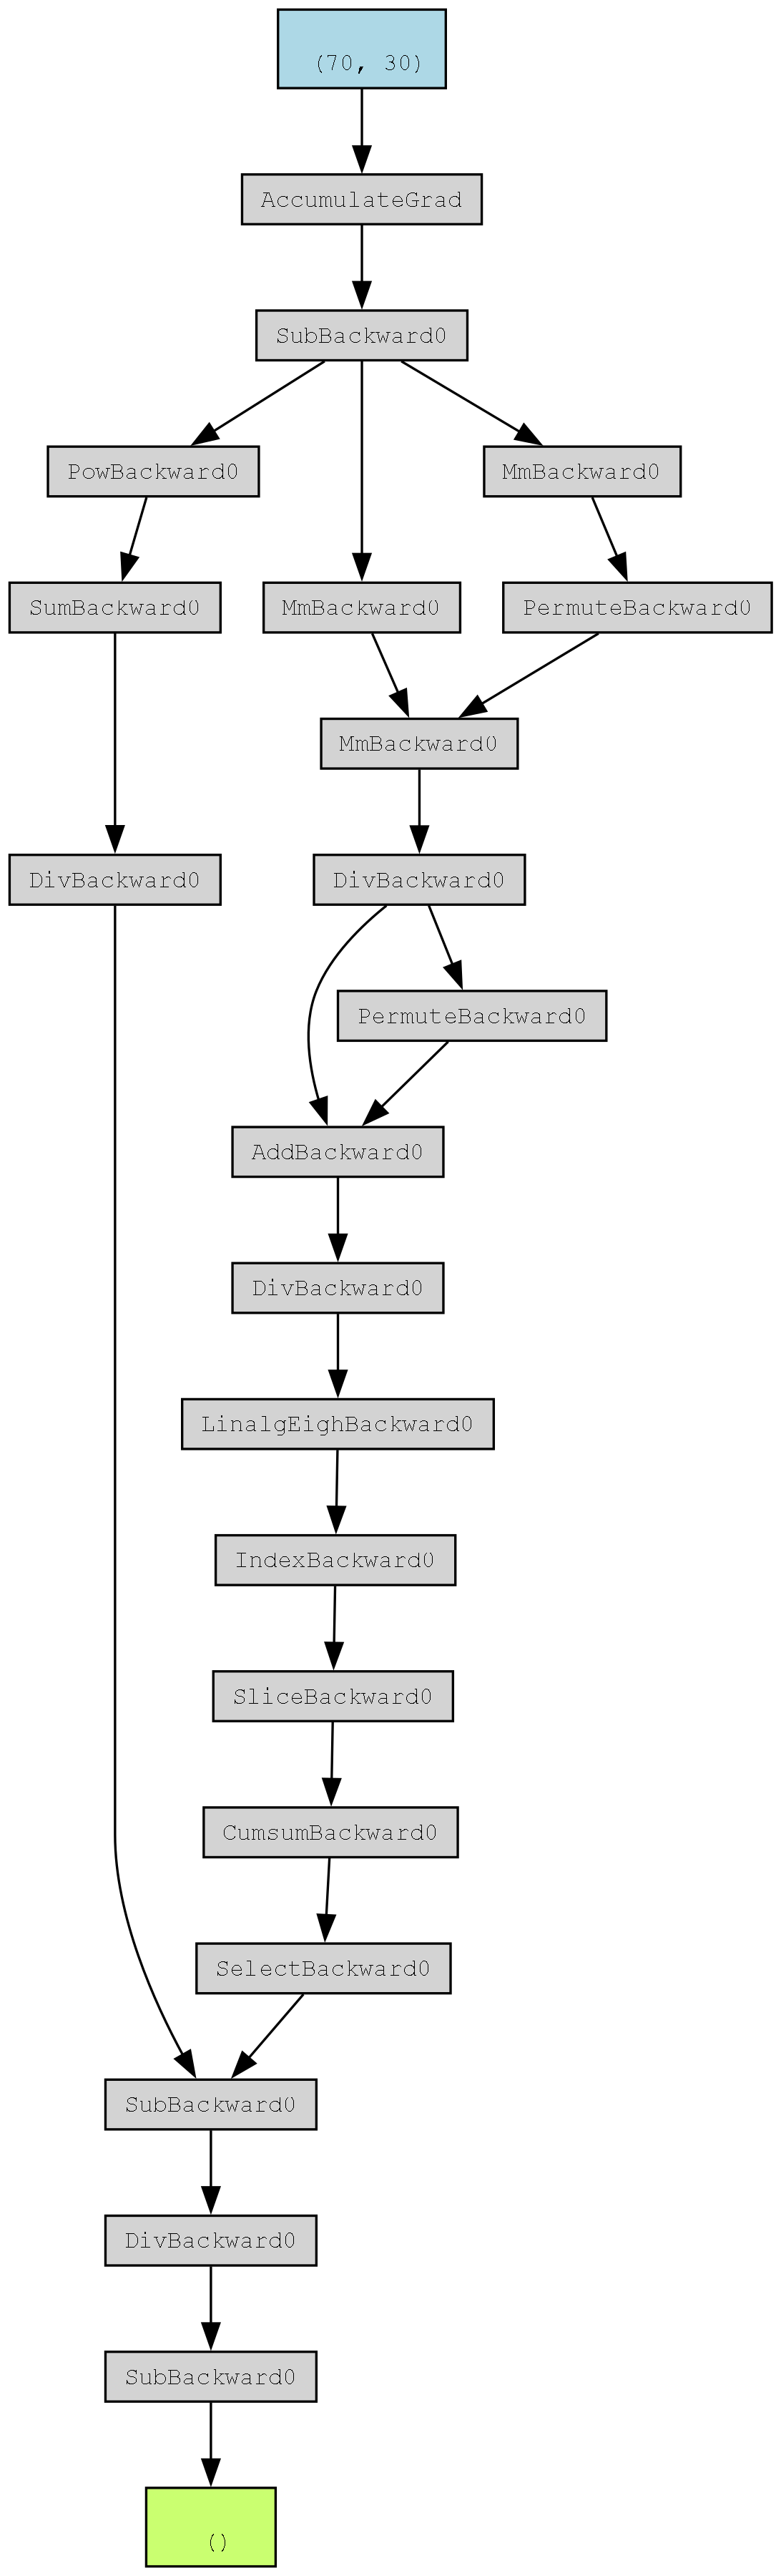 (70, 30)
AccumulateGrad
SubBackward0
PowBackward0
MmBackward0
SumBackward0
MmBackward0
PermuteBackward0
MmBackward0
DivBackward0
DivBackward0
PermuteBackward0
AddBackward0
DivBackward0
LinalgEighBackward0
IndexBackward0
SliceBackward0
CumsumBackward0
SelectBackward0
SubBackward0
DivBackward0
SubBackward0
()